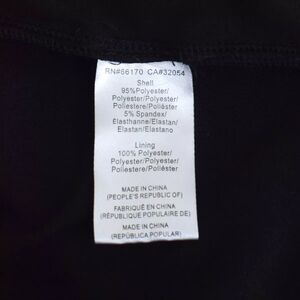 RN#66170 CA#32054
Shell
95%Polyester/
Polyester/Polyester/
Poliestere/Poliéster
5% Spandex/
Elasthanne/Elastan/
Elastan/Elastano
Lining
100% Polyester/
Polyester/Polyester/
Poliestere/Poliéster
MADE IN CHINA
(PEOPLE'S REPUBLIC OF)
FABRIQUÉ EN CHINA
(RÉPUBLIQUE POPULAIRE DE)
MADE IN CHINA
(REPÚBLICA POPULAR)